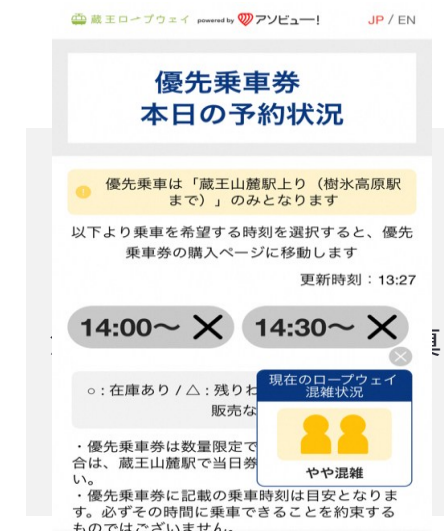 蔵王ロープウェイ powered by アソビュー! JP / EN
優先乗車券
本日の予約状況
優先乗車は「蔵王山麓駅上り（樹氷高原駅
まで）」のみとなります
以下より乗車を希望する時刻を選択すると、優先
乗車券の購入ページに移動します
更新時刻：13:27
14:00〜 ✕ 14:30〜 ✕
現在のロープウェイ
混雑状況
やや混雑
○：在庫あり / △：残りわ
販売な
・優先乗車券は数量限定で
合は、蔵王山麓駅で当日券
い。
・優先乗車券に記載の乗車時刻は目安となりま
す。必ずその時間に乗車できることを約束する
ものではございません。